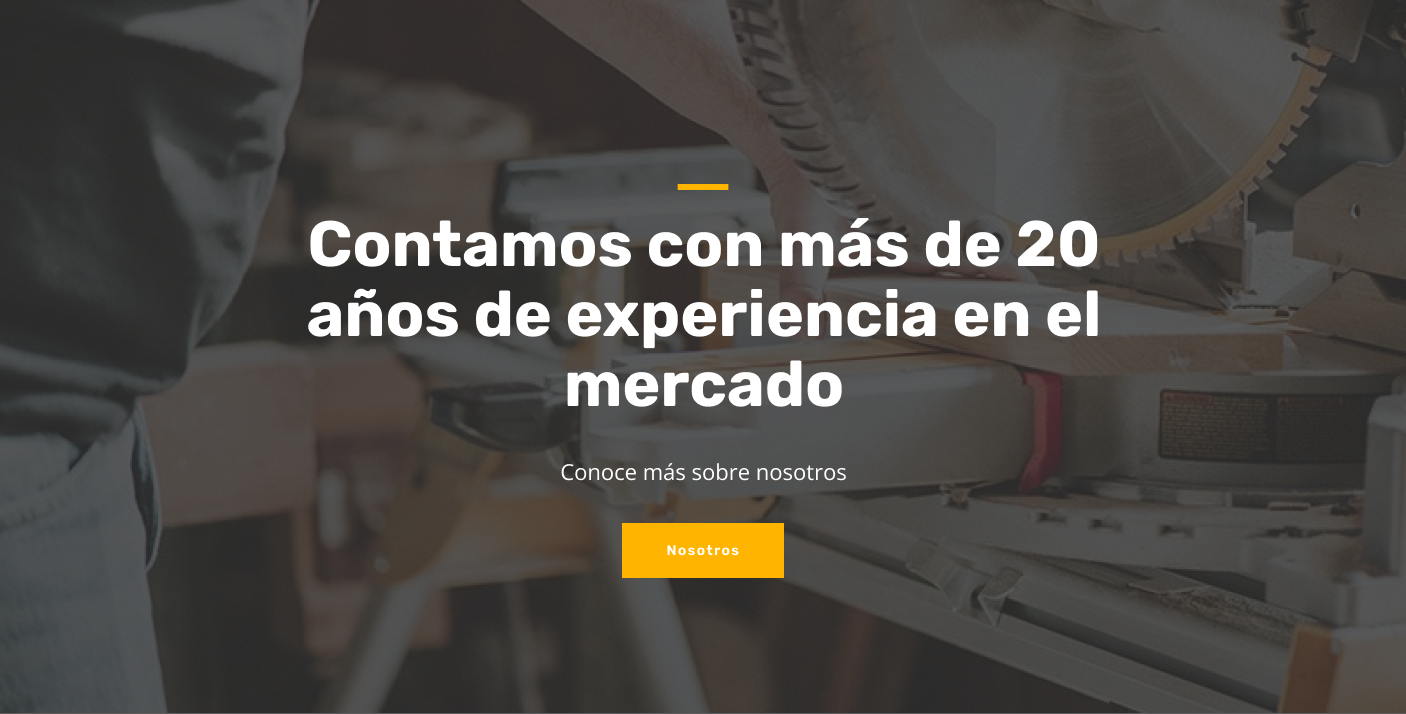 Contamos con más de 20
años de experiencia en el
mercado
Conoce más sobre nosotros
Nosotros